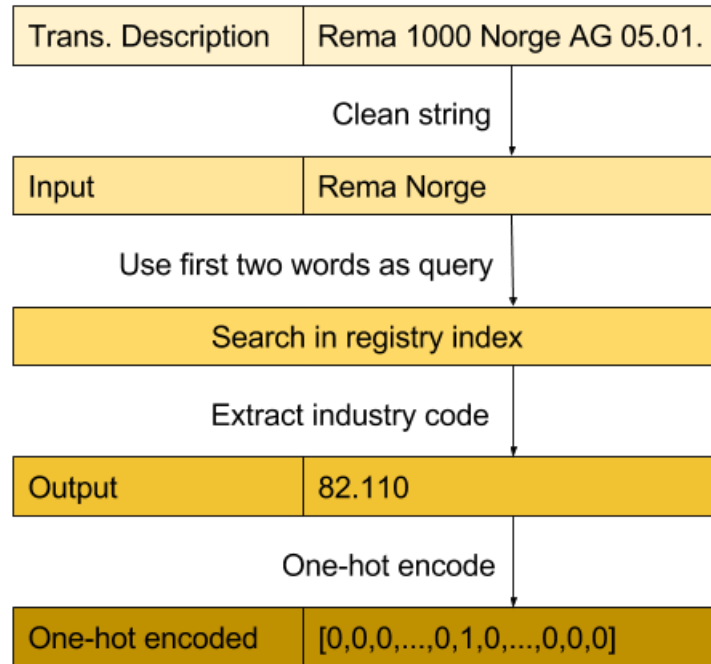 Trans. Description Rema 1000 Norge AG 05.01.
Clean string
Input Rema Norge
Use first two words as query
Search in registry index
Extract industry code
Output 82.110
One-hot encode
One-hot encoded [0,0,0,...,0,1,0,...,0,0,0]